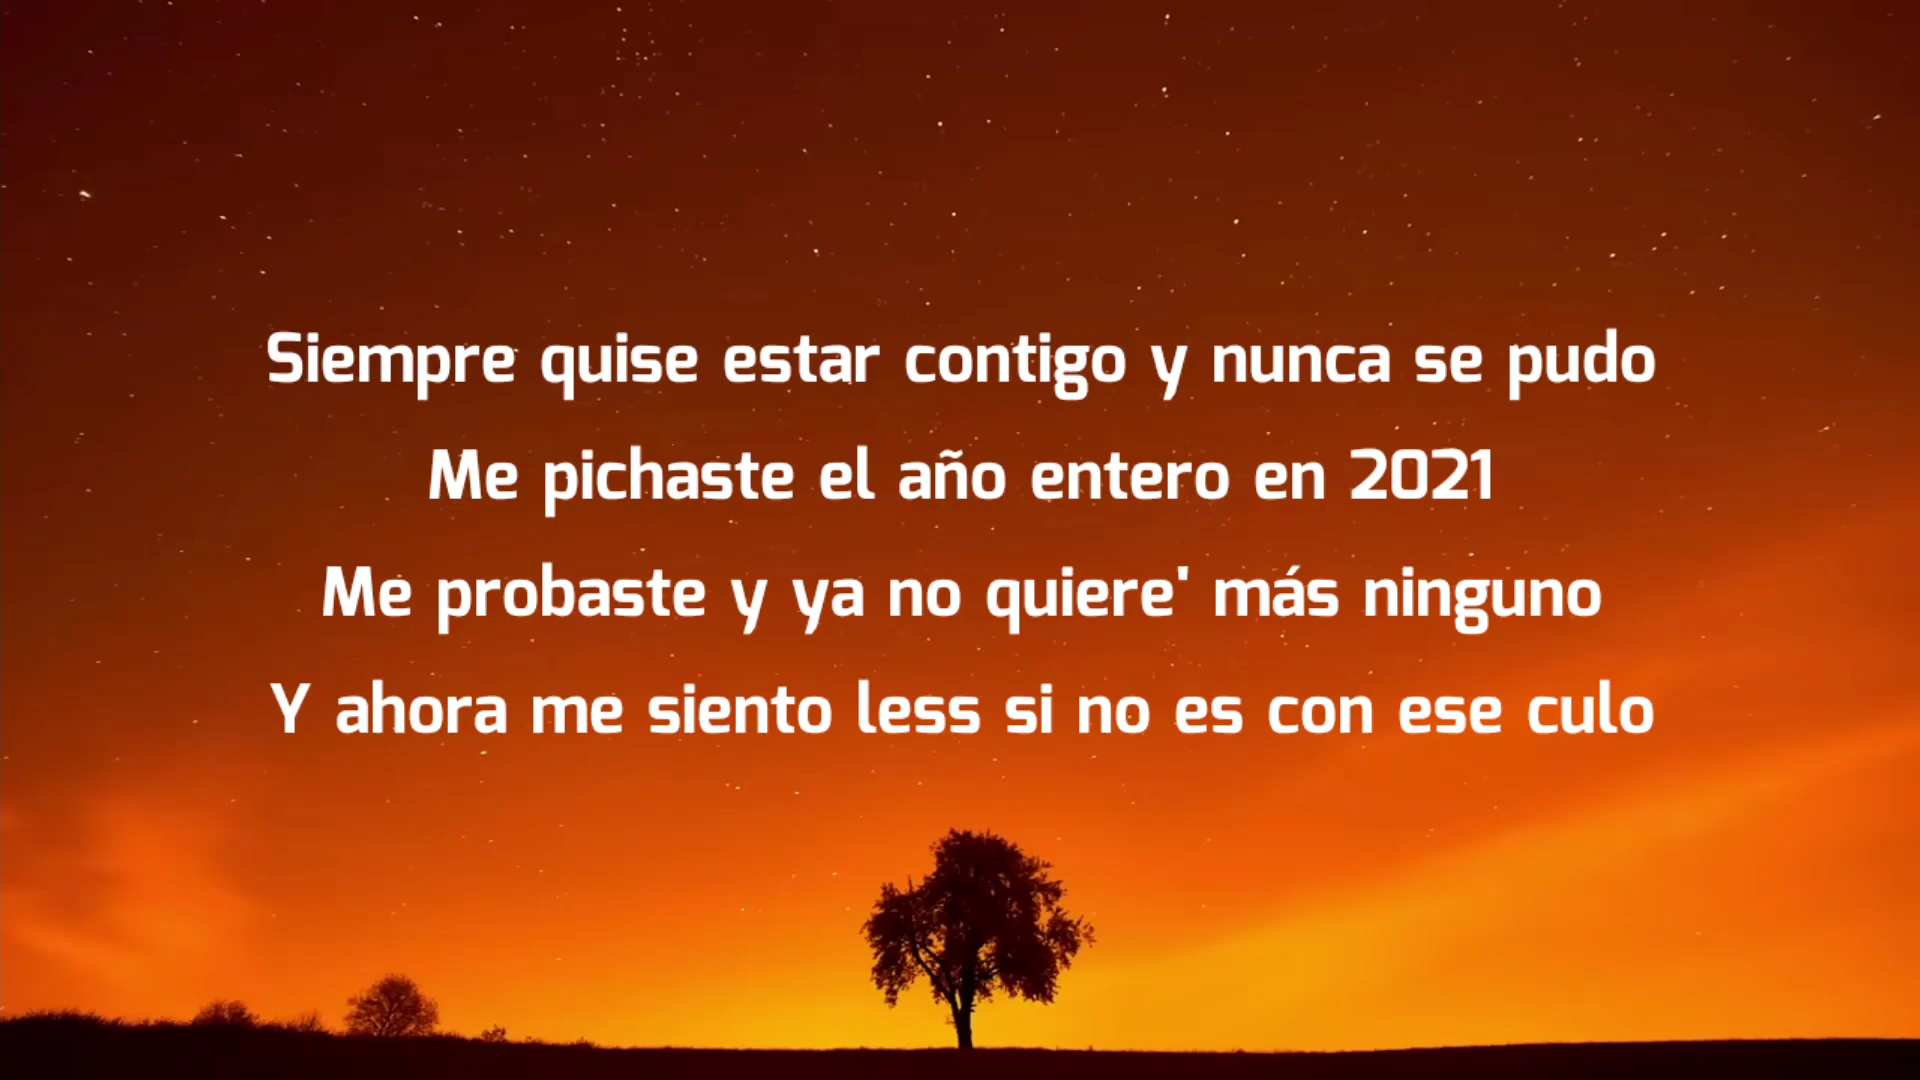 Siempre quise estar contigo y nunca se pudo
Me pichaste el año entero en 2021
Me probaste y ya no quiere' más ninguno
Y ahora me siento less si no es con ese culo